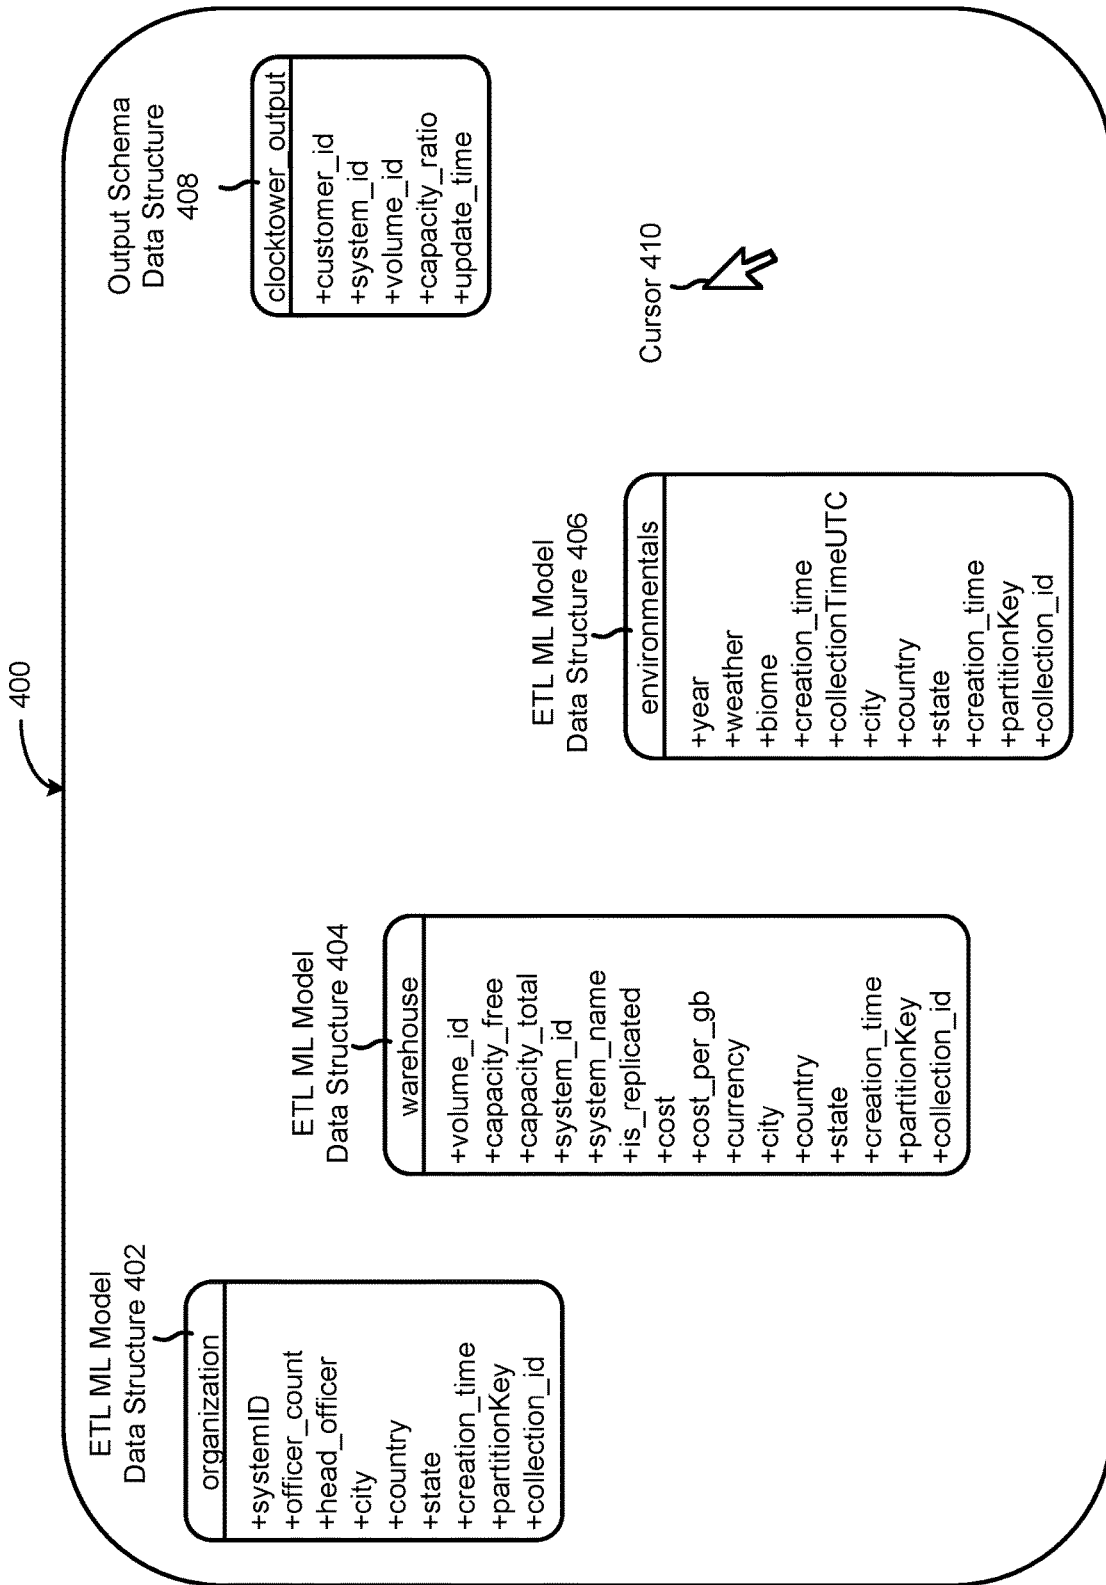 400
ETL ML Model
Data Structure 402
organization
+systemID
+officer_count
+head_officer
+city
+country
+state
+creation_time
+partitionKey
+collection_id
ETL ML Model
Data Structure 404
warehouse
+volume_id
+capacity_free
+capacity_total
+system_id
+system_name
+is_replicated
+cost
+cost_per_gb
+currency
+city
+country
+state
+creation_time
+partitionKey
+collection_id
ETL ML Model
Data Structure 406
environmentals
+year
+weather
+biome
+creation_time
+collectionTimeUTC
+city
+country
+state
+creation_time
+partitionKey
+collection_id
Output Schema
Data Structure
408
clocktower_output
+customer_id
+system_id
+volume_id
+capacity_ratio
+update_time
Cursor 410